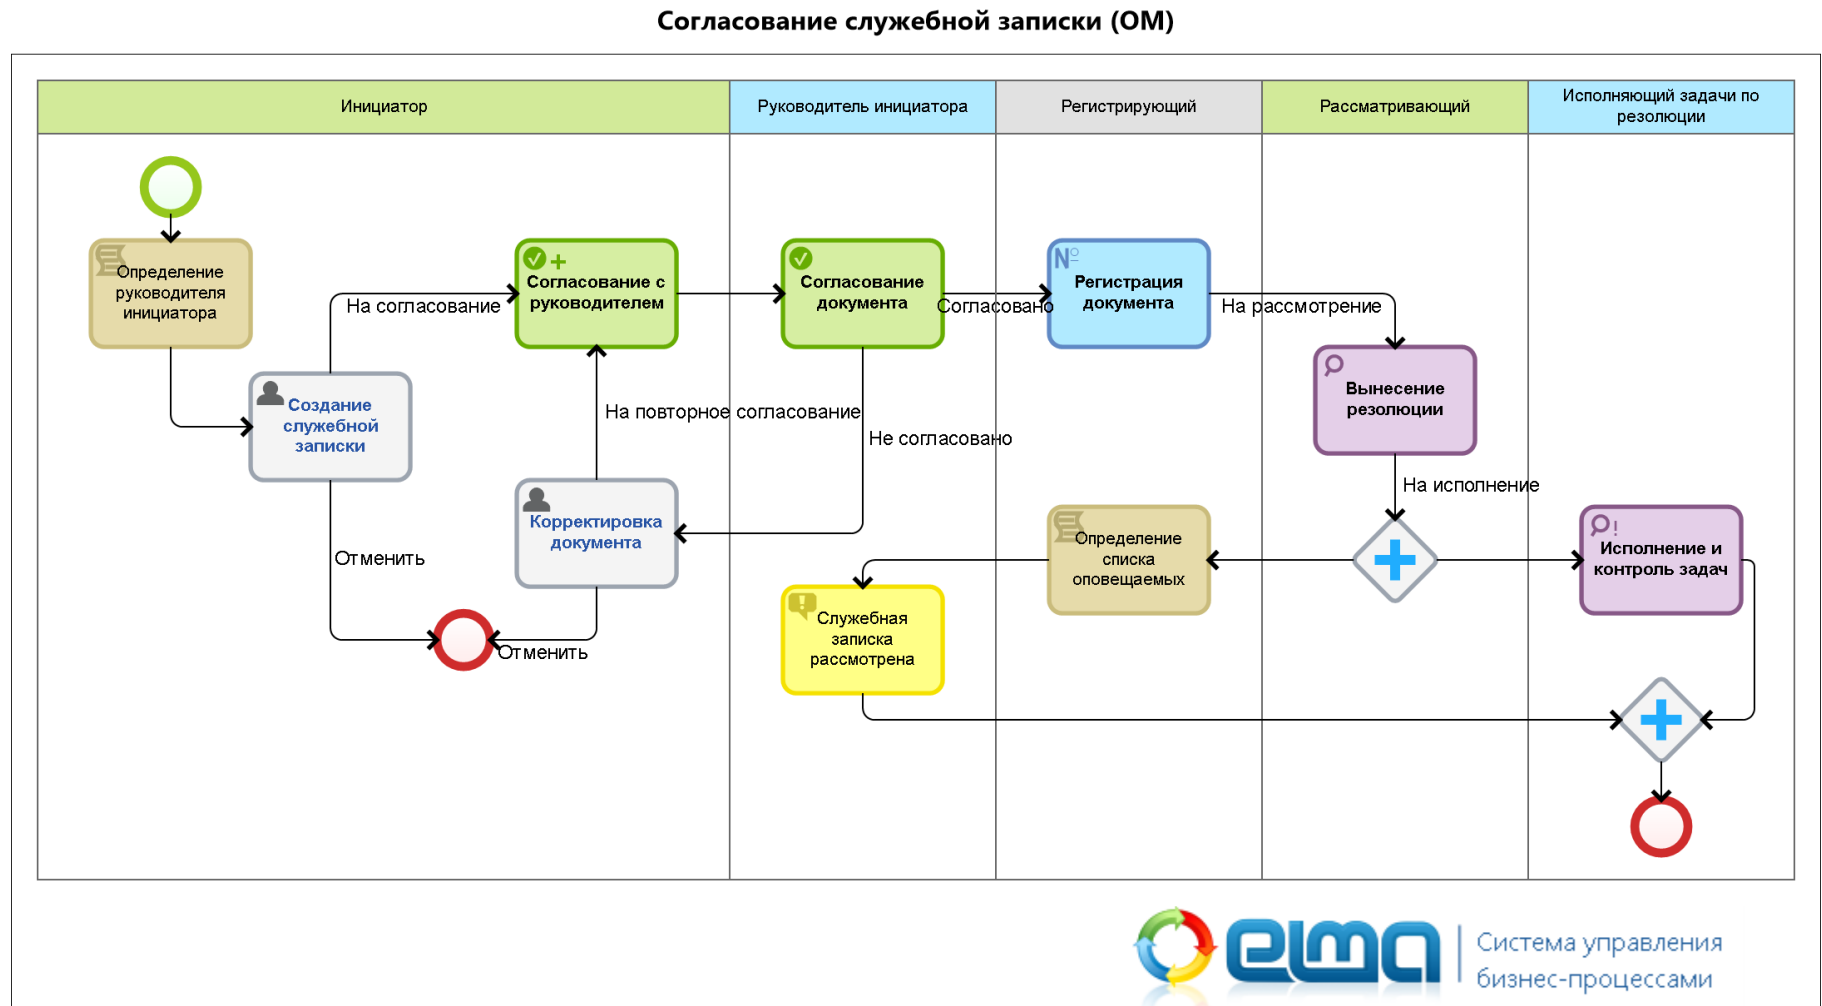 Согласование служебной записки (ОМ)
Инициатор
Руководитель инициатора
Регистрирующий
Рассматривающий
Исполняющий задачи по
резолюции
Определение
руководителя
инициатора
На согласование
Согласование с
руководителем
Согласование
документа
Согласовано
Регистрация
документа
На рассмотрение
Создание
служебной
записки
Вынесение
резолюции
На повторное согласование
Не согласовано
На исполнение
Корректировка
документа
Отменить
Отменить
Определение
списка
оповещаемых
Исполнение и
контроль задач
Служебная
записка
рассмотрена
elma
Система управления
бизнес-процессами